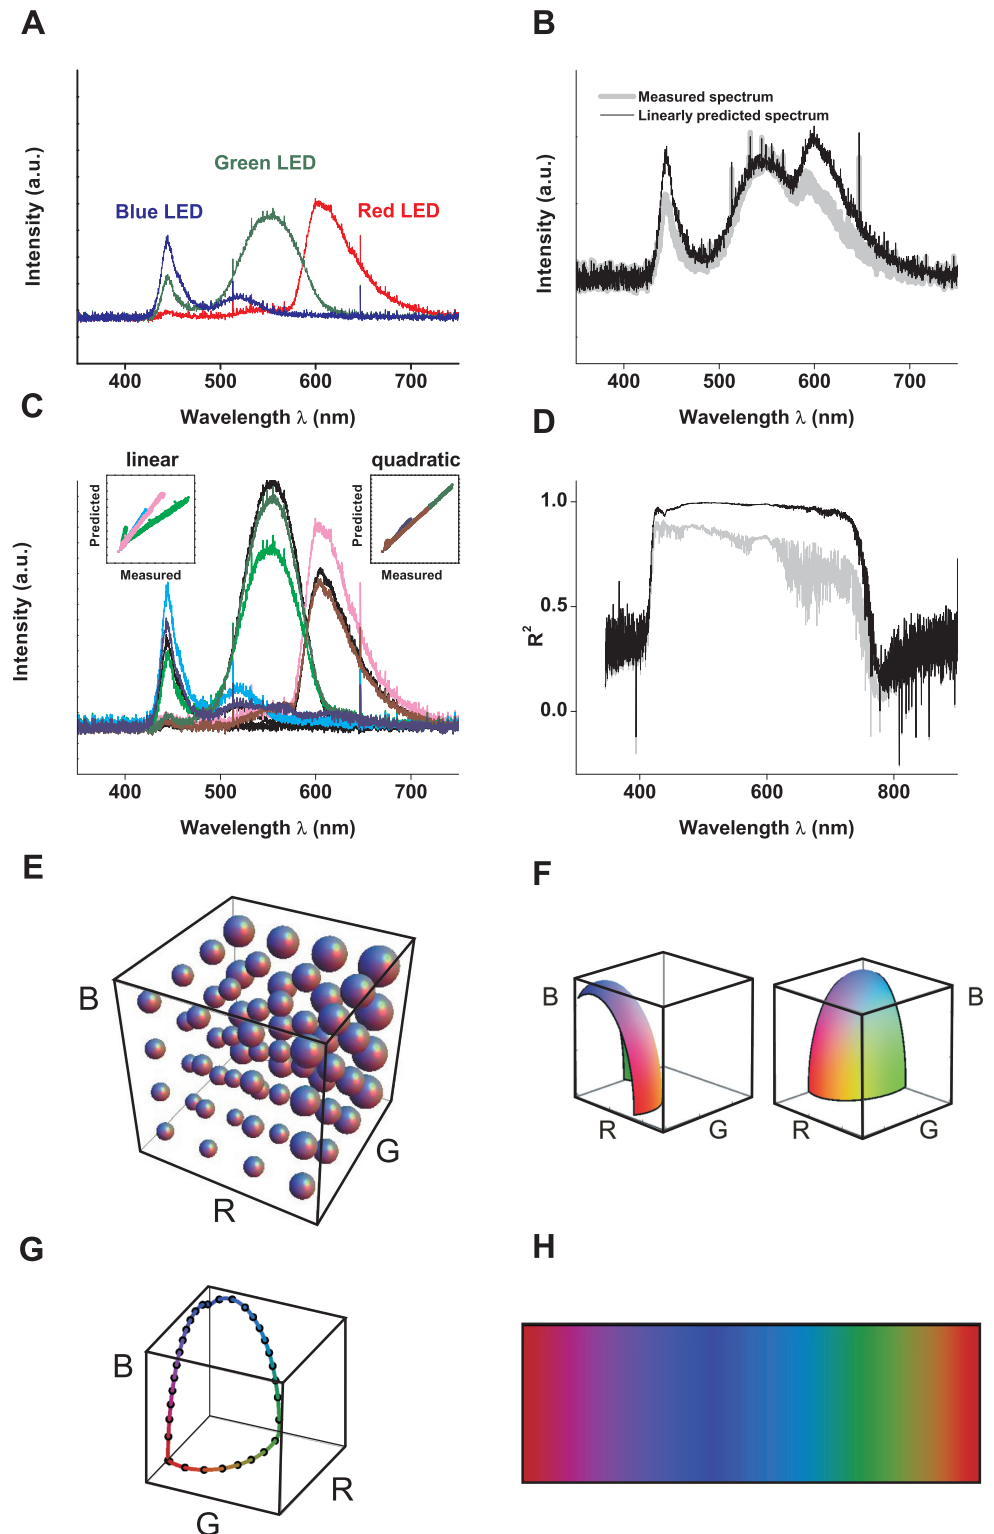 A
B
Intensity (a.u.)
Blue LED
Green LED
Red LED
400
500
600
700
Wavelength λ (nm)
Intensity (a.u.)
Measured spectrum
Linearly predicted spectrum
400
500
600
700
Wavelength λ (nm)
C
D
linear
Predicted
Measured
quadratic
Predicted
Measured
Intensity (a.u.)
400
500
600
700
Wavelength λ (nm)
R²
1.0
0.5
0.0
400
600
800
Wavelength λ (nm)
E
F
B
R
G
B
R
G
R
G
B
G
H
B
G
R